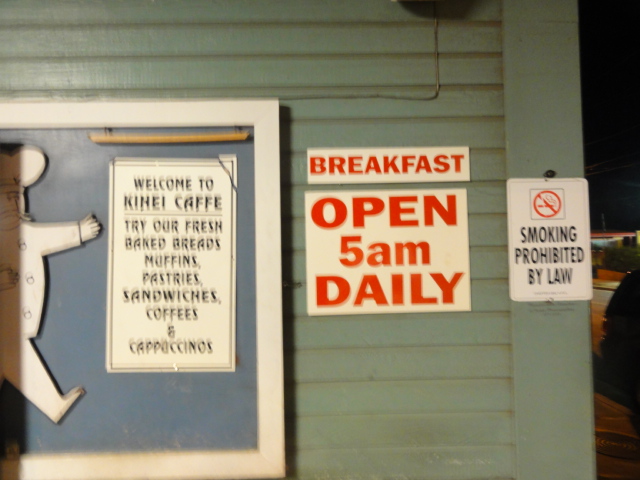 WELCOME TO
KIHEI CAFFE
TRY OUR FRESH
BAKED BREADS
MUFFINS,
PASTRIES,
SANDWICHES,
COFFEES
&
CAPPUCCINOS
BREAKFAST
OPEN
5am
DAILY
SMOKING
PROHIBITED
BY LAW